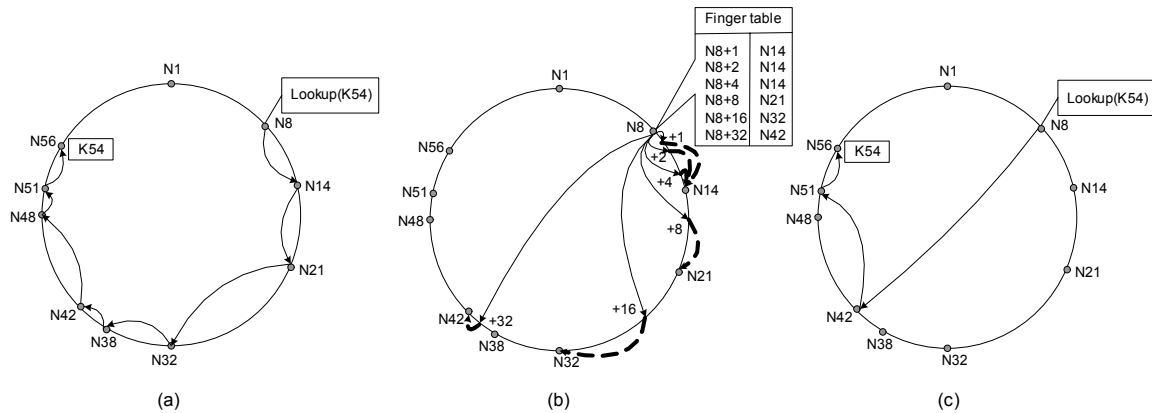 N1
Lookup(K54)
N8
N56
K54
N51
N14
N48
N21
N42
N38
N32
(a)
Finger table
N8+1 N14
N8+2 N14
N8+4 N14
N8+8 N21
N8+16 N32
N8+32 N42
N1
N8
+1
+2
+4
N56
N51
N14
N48
+8
N21
+16
N42
+32
N38
N32
(b)
N1
Lookup(K54)
N8
N56
K54
N51
N14
N48
N21
N42
N38
N32
(c)